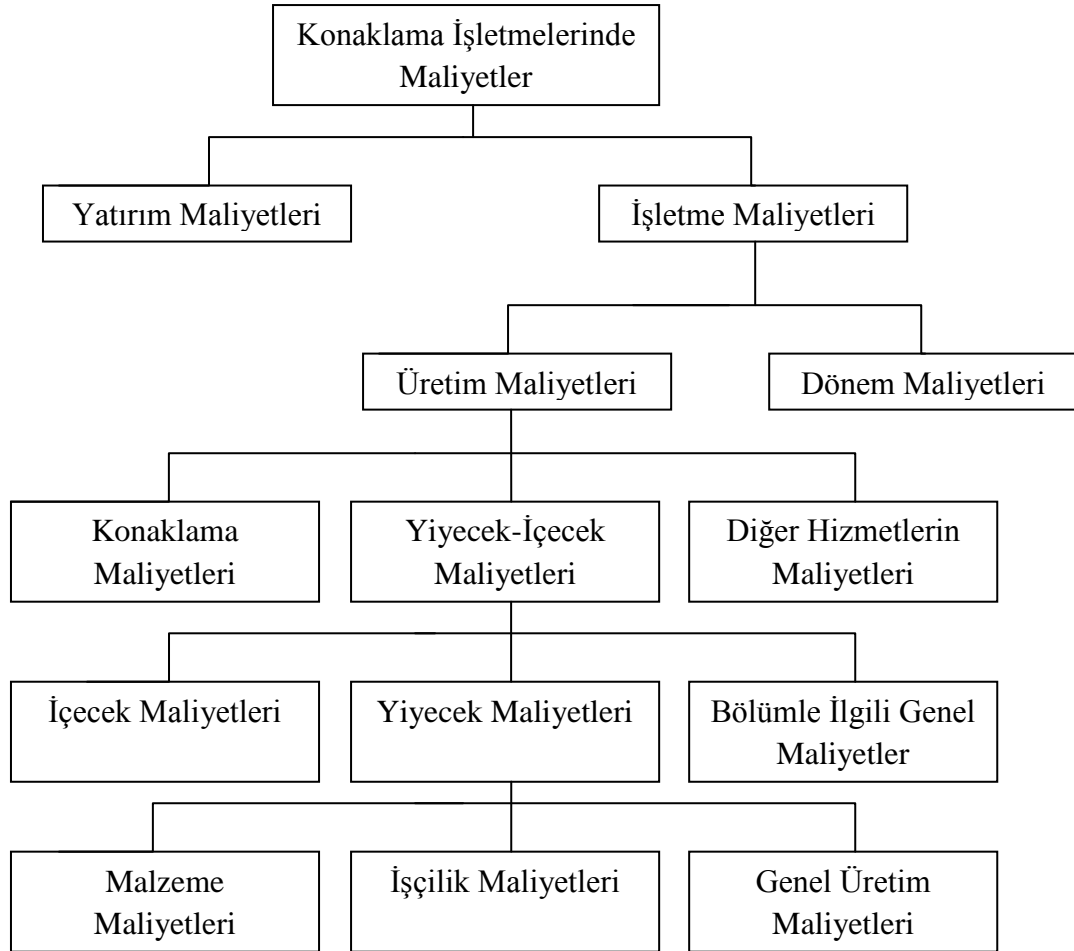 Konaklama İşletmelerinde
Maliyetler
Yatırım Maliyetleri
İşletme Maliyetleri
Üretim Maliyetleri
Dönem Maliyetleri
Konaklama
Maliyetleri
Yiyecek-İçecek
Maliyetleri
Diğer Hizmetlerin
Maliyetleri
İçecek Maliyetleri
Yiyecek Maliyetleri
Bölümle İlgili Genel
Maliyetler
Malzeme
Maliyetleri
İşçilik Maliyetleri
Genel Üretim
Maliyetleri